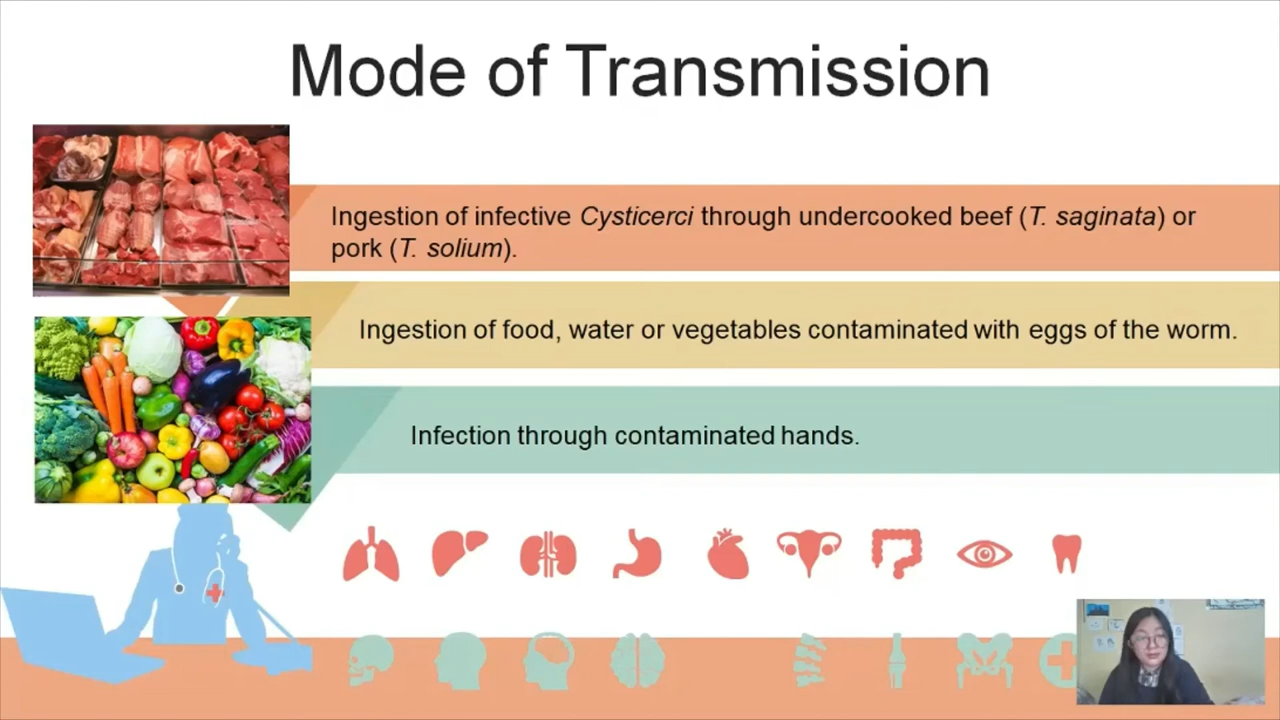 Mode of Transmission
Ingestion of infective Cysticerci through undercooked beef (T. saginata) or
pork (T. solium).
Ingestion of food, water or vegetables contaminated with eggs of the worm.
Infection through contaminated hands.